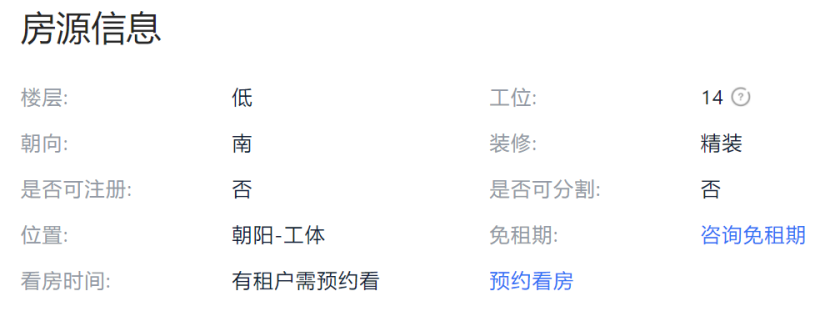 房源信息
楼层: 低 工位: 14 ?
朝向: 南 装修: 精装
是否可注册: 否 是否可分割: 否
位置: 朝阳-工体 免租期: 咨询免租期
看房时间: 有租户需预约看 预约看房